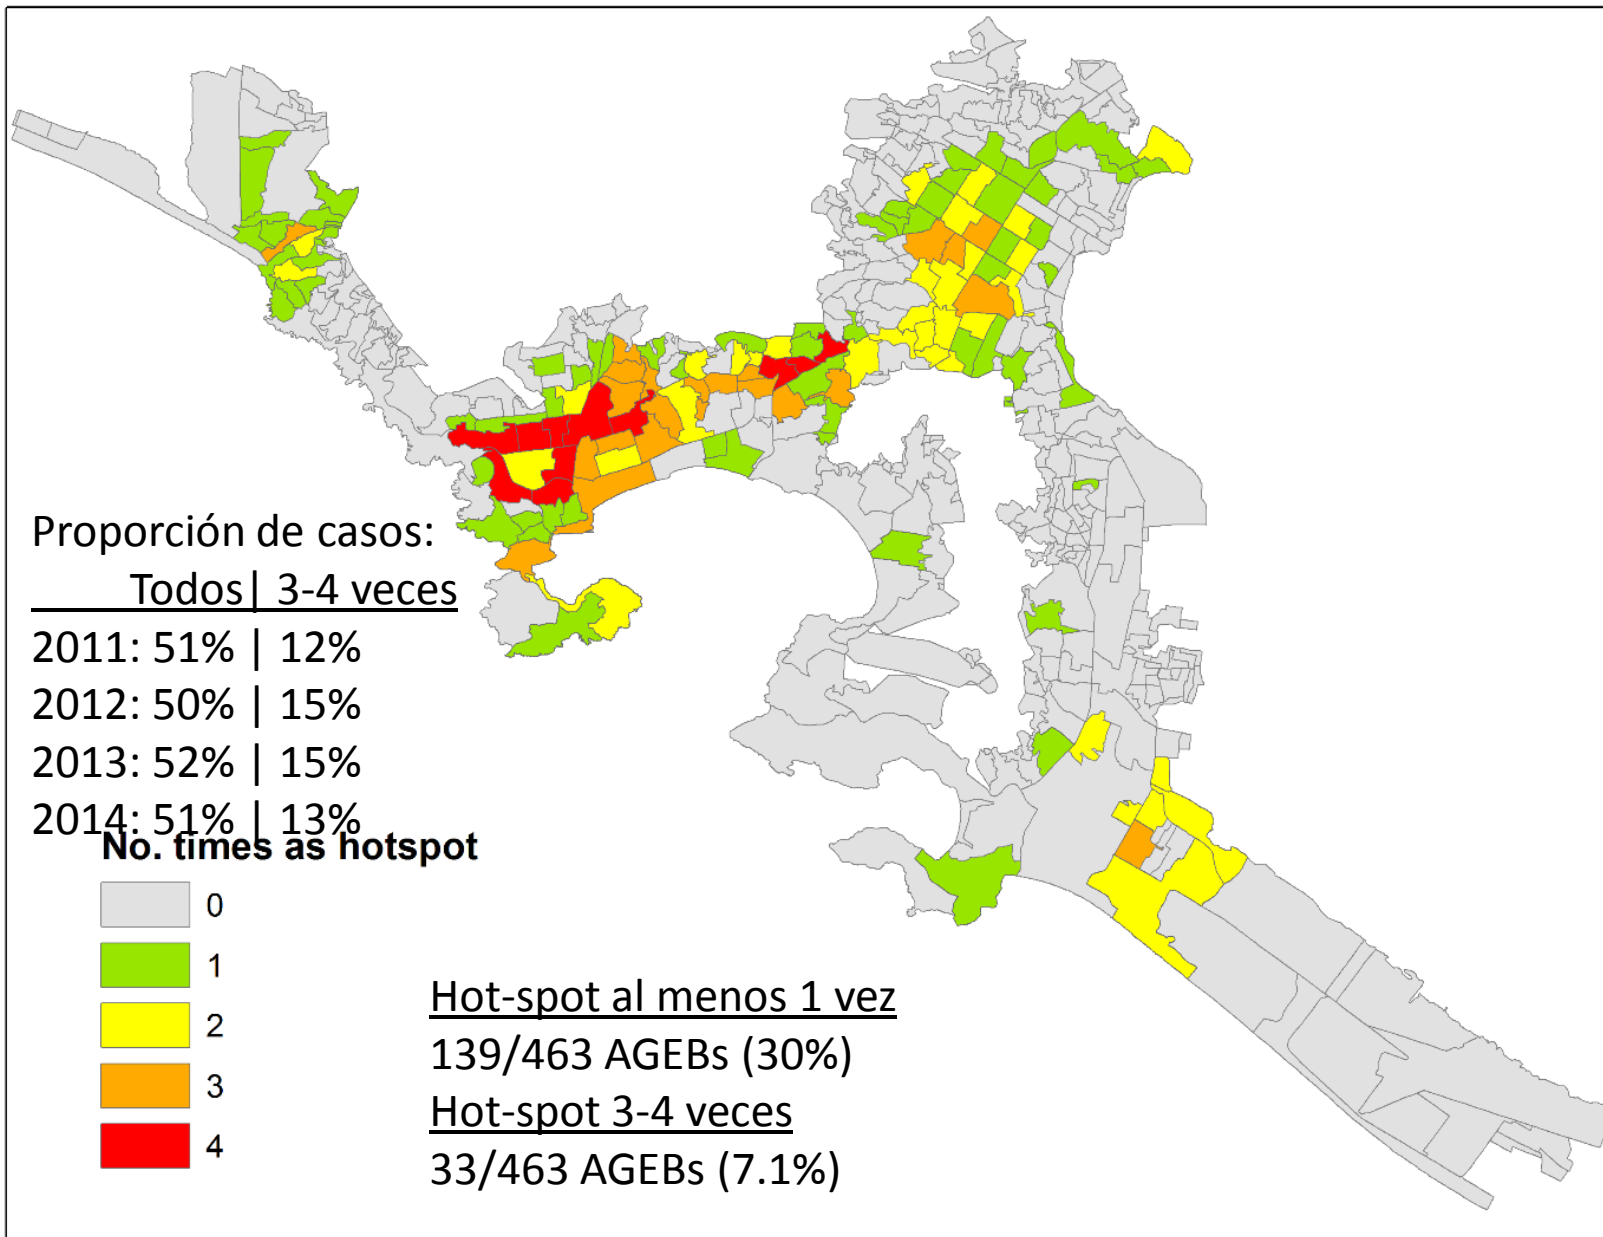 Proporción de casos:
Todos| 3-4 veces
2011: 51% | 12%
2012: 50% | 15%
2013: 52% | 15%
2014: 51% | 13%
No. times as hotspot
0
1
2
3
4
Hot-spot al menos 1 vez
139/463 AGEBs (30%)
Hot-spot 3-4 veces
33/463 AGEBs (7.1%)